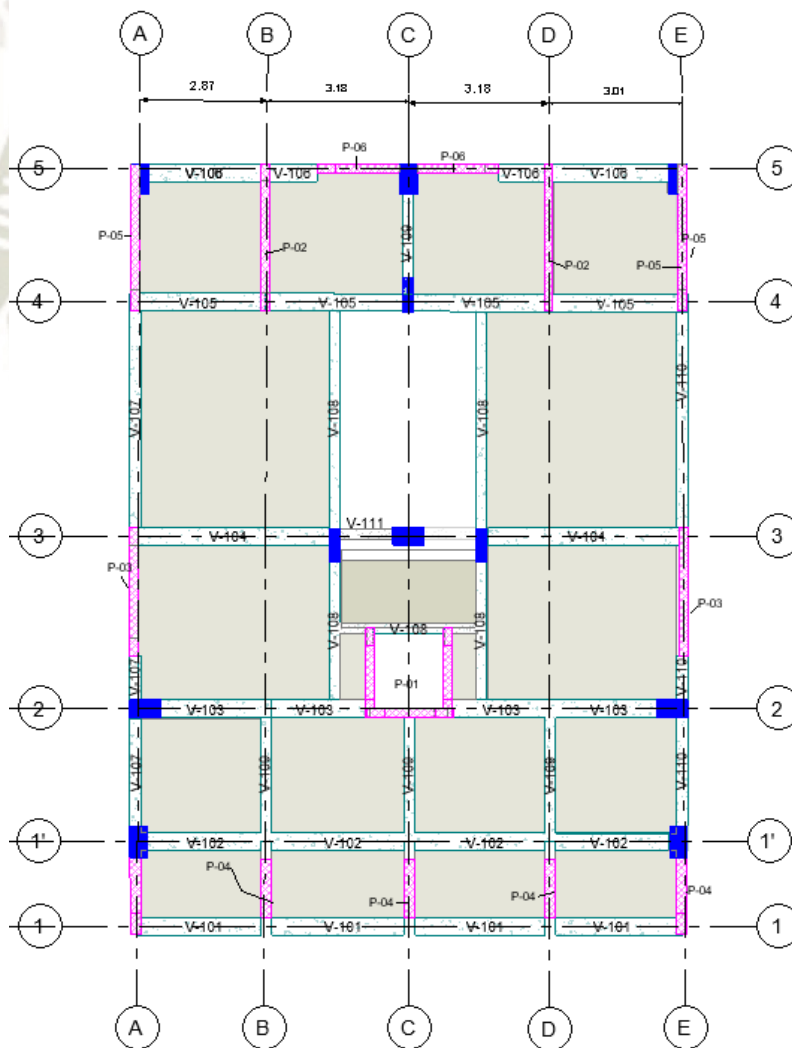 A B C D E
2.87 3.18 3.18 3.01
P-06
P-06
5 V-106 V-106 V-106 V-106 5
P-05 P-02 V-109 P-02 P-05 P-05
4 V-105 V-105 V-105 V-105 4
V-107 V-108 V-108 V-110
V-111
3 V-104 V-104 3
P-03 P-03
V-108 V-108 V-108
V-107 P-01 V-110
2 V-103 V-103 V-103 V-103 2
V-107 V-109 V-109 V-109 V-110
1' V-102 V-102 V-102 V-102 1'
P-04 P-04 P-04 P-04
1 V-101 V-101 V-101 V-101 1
A B C D E